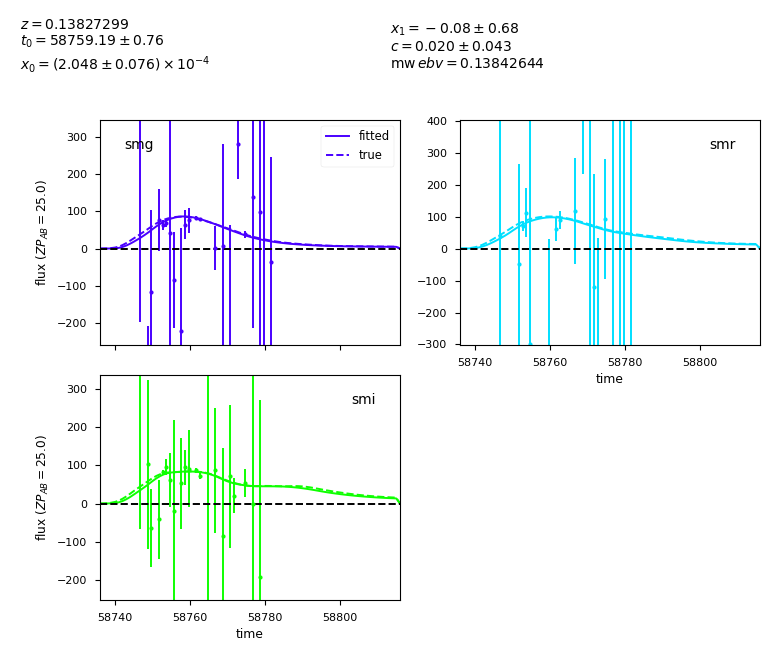 z = 0.13827299
t₀ = 58759.19 ± 0.76
x₀ = (2.048 ± 0.076) × 10⁻⁴
x₁ = −0.08 ± 0.68
c = 0.020 ± 0.043
mw ebv = 0.13842644
smg
fitted
true
300
200
100
0
−100
−200
flux (ZP_AB = 25.0)
smr
400
300
200
100
0
−100
−200
−300
58740 58760 58780 58800
time
smi
300
200
100
0
−100
−200
flux (ZP_AB = 25.0)
58740 58760 58780 58800
time